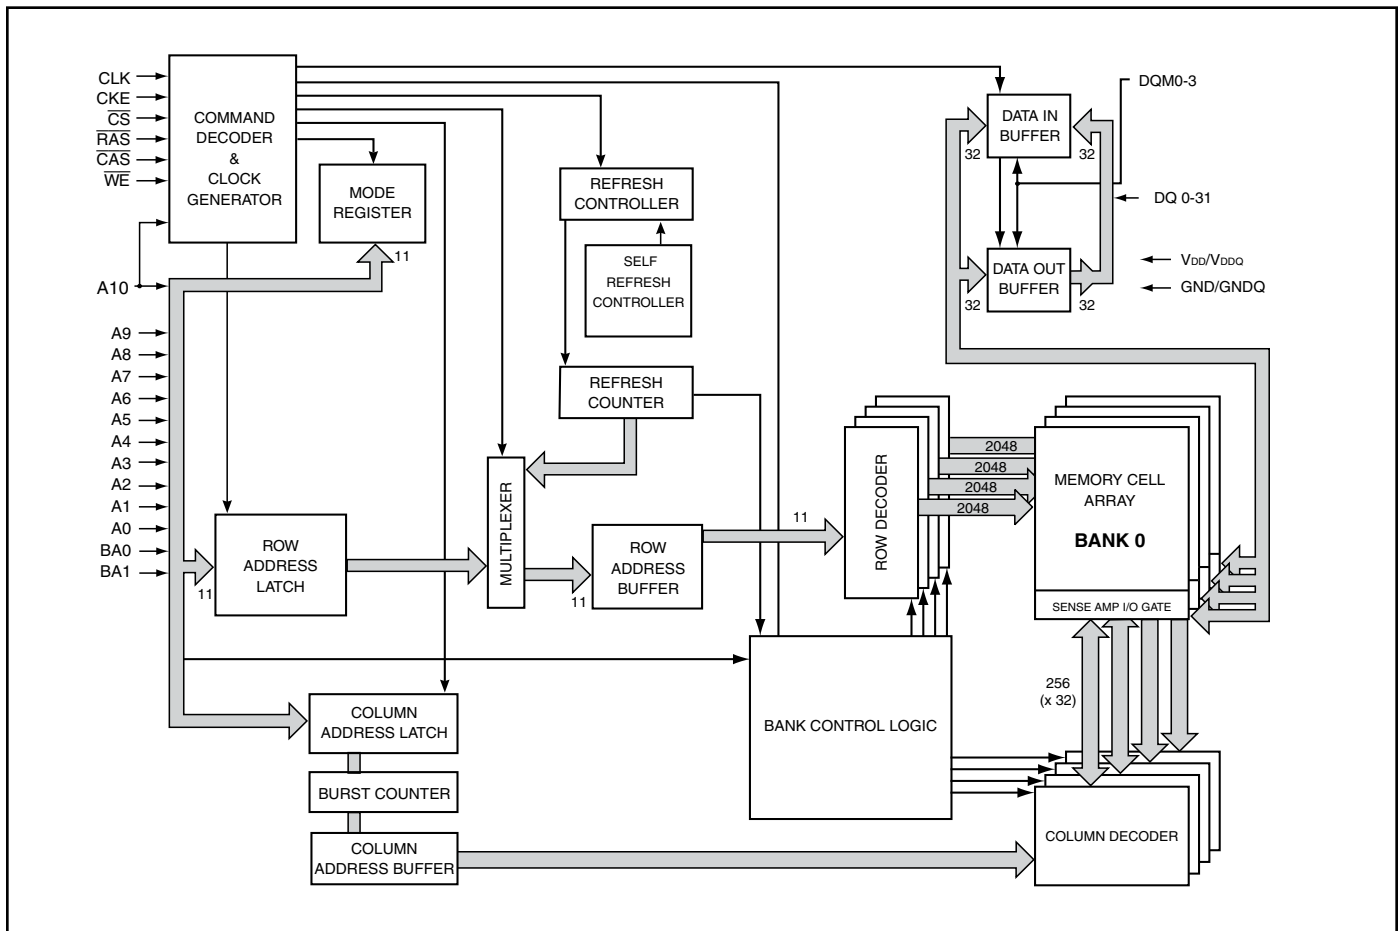 CLK
CKE
CS
RAS
CAS
WE
A10
A9
A8
A7
A6
A5
A4
A3
A2
A1
A0
BA0
BA1
11
COMMAND
DECODER
&
CLOCK
GENERATOR
MODE
REGISTER
11
REFRESH
CONTROLLER
SELF
REFRESH
CONTROLLER
REFRESH
COUNTER
ROW
ADDRESS
LATCH
MULTIPLEXER
11
ROW
ADDRESS
BUFFER
11
ROW DECODER
2048
2048
2048
2048
MEMORY CELL
ARRAY
BANK 0
SENSE AMP I/O GATE
DATA IN
BUFFER
32
32
DATA OUT
BUFFER
32
32
DQM0-3
DQ 0-31
VDD/VDDQ
GND/GNDQ
COLUMN
ADDRESS LATCH
BURST COUNTER
COLUMN
ADDRESS BUFFER
BANK CONTROL LOGIC
256
(x 32)
COLUMN DECODER